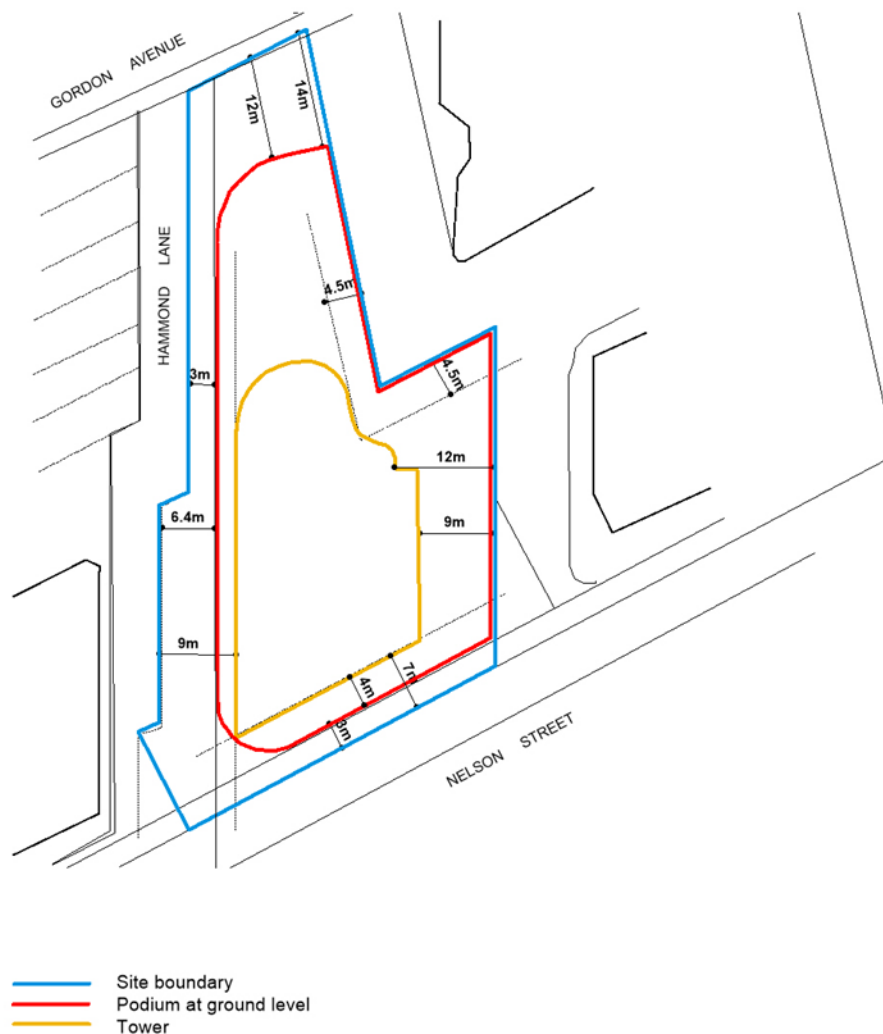 GORDON AVENUE
12m
14m
HAMMOND LANE
4.5m
3m
4.5m
12m
6.4m
9m
9m
7m
4m
3m
NELSON STREET
Site boundary
Podium at ground level
Tower